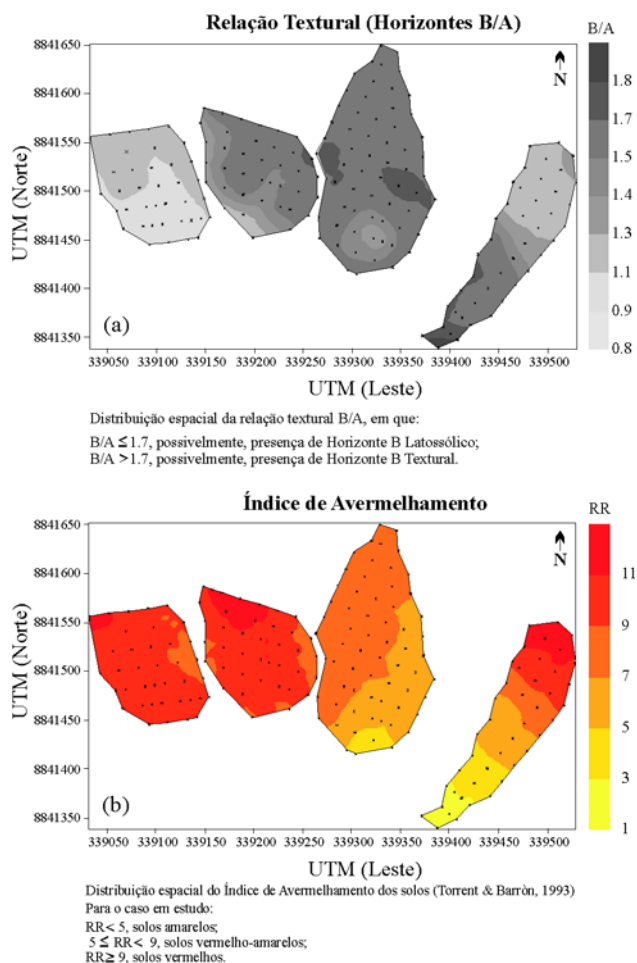 Relação Textural (Horizontes B/A)
B/A
8841650
8841600
8841550
8841500
8841450
8841400
8841350
UTM (Norte)
N
1.8
1.7
1.5
1.4
1.3
1.1
0.9
0.8
(a)
339050 339100 339150 339200 339250 339300 339350 339400 339450 339500
UTM (Leste)
Distribuição espacial da relação textural B/A, em que:
B/A ≤ 1.7, possivelmente, presença de Horizonte B Latossólico;
B/A > 1.7, possivelmente, presença de Horizonte B Textural.
Índice de Avermelhamento
RR
8841650
8841600
8841550
8841500
8841450
8841400
8841350
UTM (Norte)
N
11
9
7
5
3
1
(b)
339050 339100 339150 339200 339250 339300 339350 339400 339450 339500
UTM (Leste)
Distribuição espacial do Índice de Avermelhamento dos solos (Torrent & Barròn, 1993)
Para o caso em estudo:
RR< 5, solos amarelos;
5 ≤ RR< 9, solos vermelho-amarelos;
RR≥ 9, solos vermelhos.